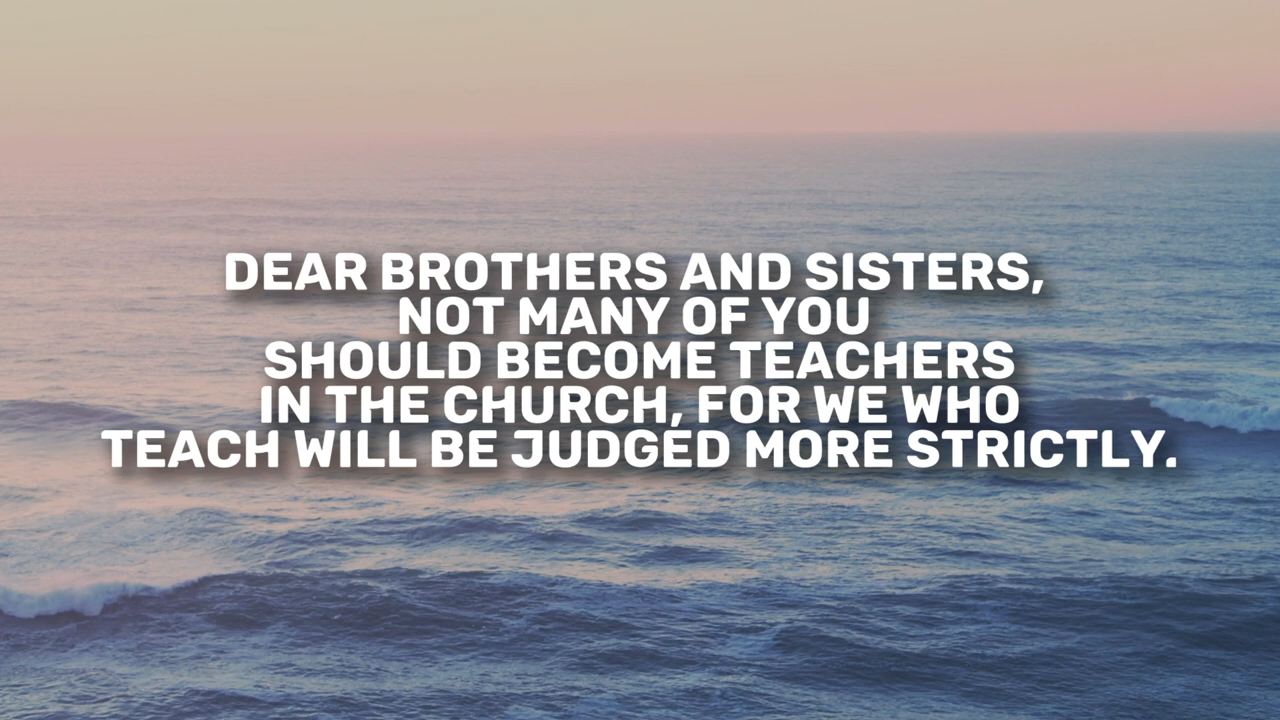 DEAR BROTHERS AND SISTERS,
NOT MANY OF YOU
SHOULD BECOME TEACHERS
IN THE CHURCH, FOR WE WHO
TEACH WILL BE JUDGED MORE STRICTLY.